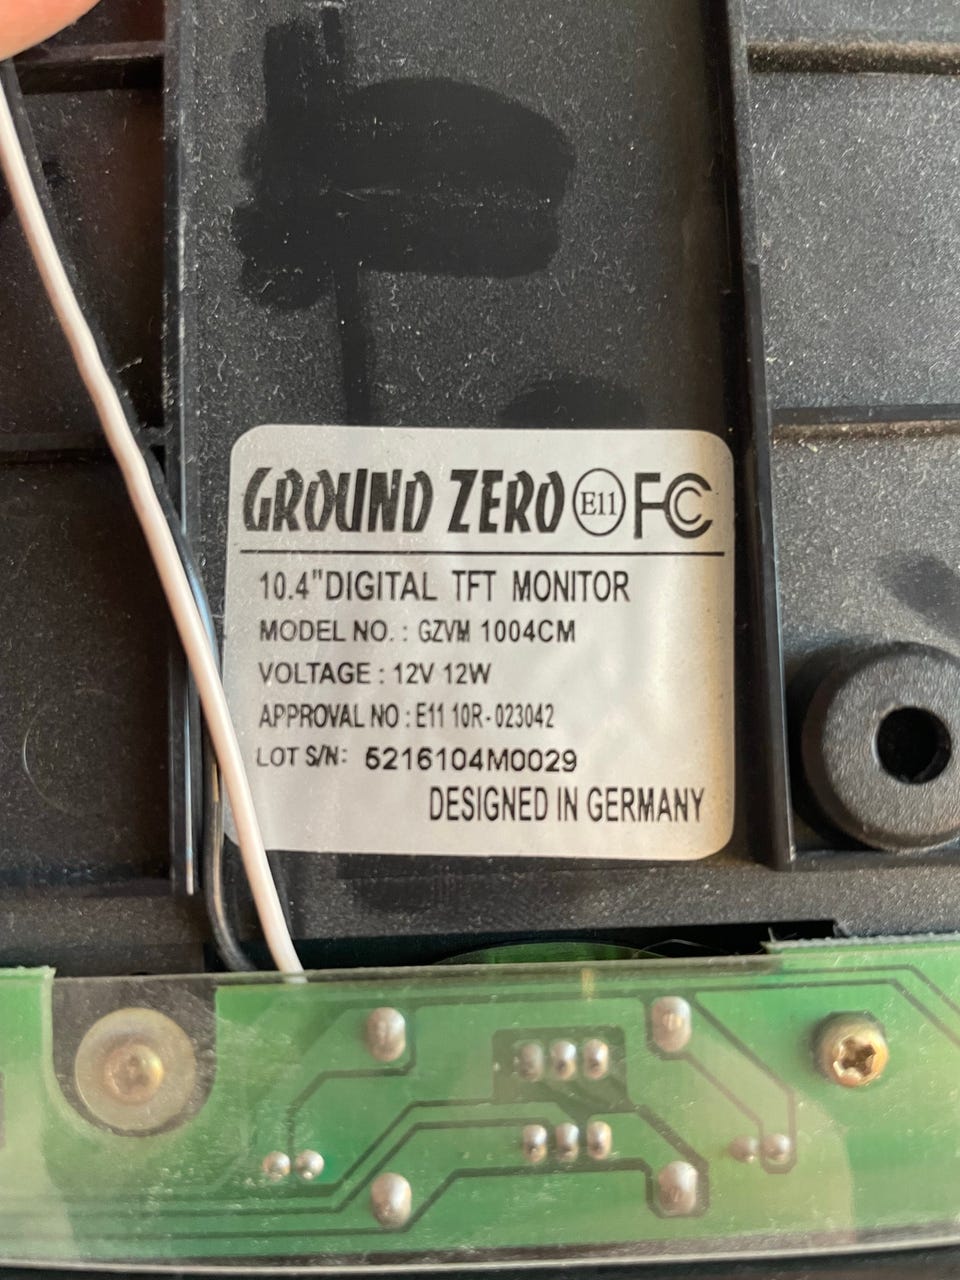 GROUND ZERO E11 FC
10.4" DIGITAL TFT MONITOR
MODEL NO. : GZVM 1004CM
VOLTAGE : 12V 12W
APPROVAL NO : E11 10R-023042
LOT S/N: 5216104M0029
DESIGNED IN GERMANY